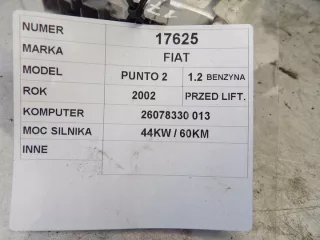 NUMER 17625
MARKA FIAT
MODEL PUNTO 2 1.2 BENZYNA
ROK 2002 PRZED LIFT.
KOMPUTER 26078330 013
MOC SILNIKA 44KW / 60KM
INNE